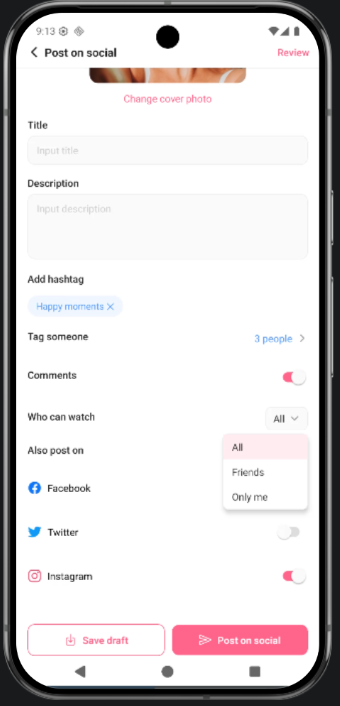 9:13
Post on social
Review
Change cover photo
Title
Input title
Description
Input description
Add hashtag
Happy moments
Tag someone
3 people
Comments
Who can watch
All
Also post on
All
Friends
Only me
Facebook
Twitter
Instagram
Save draft
Post on social